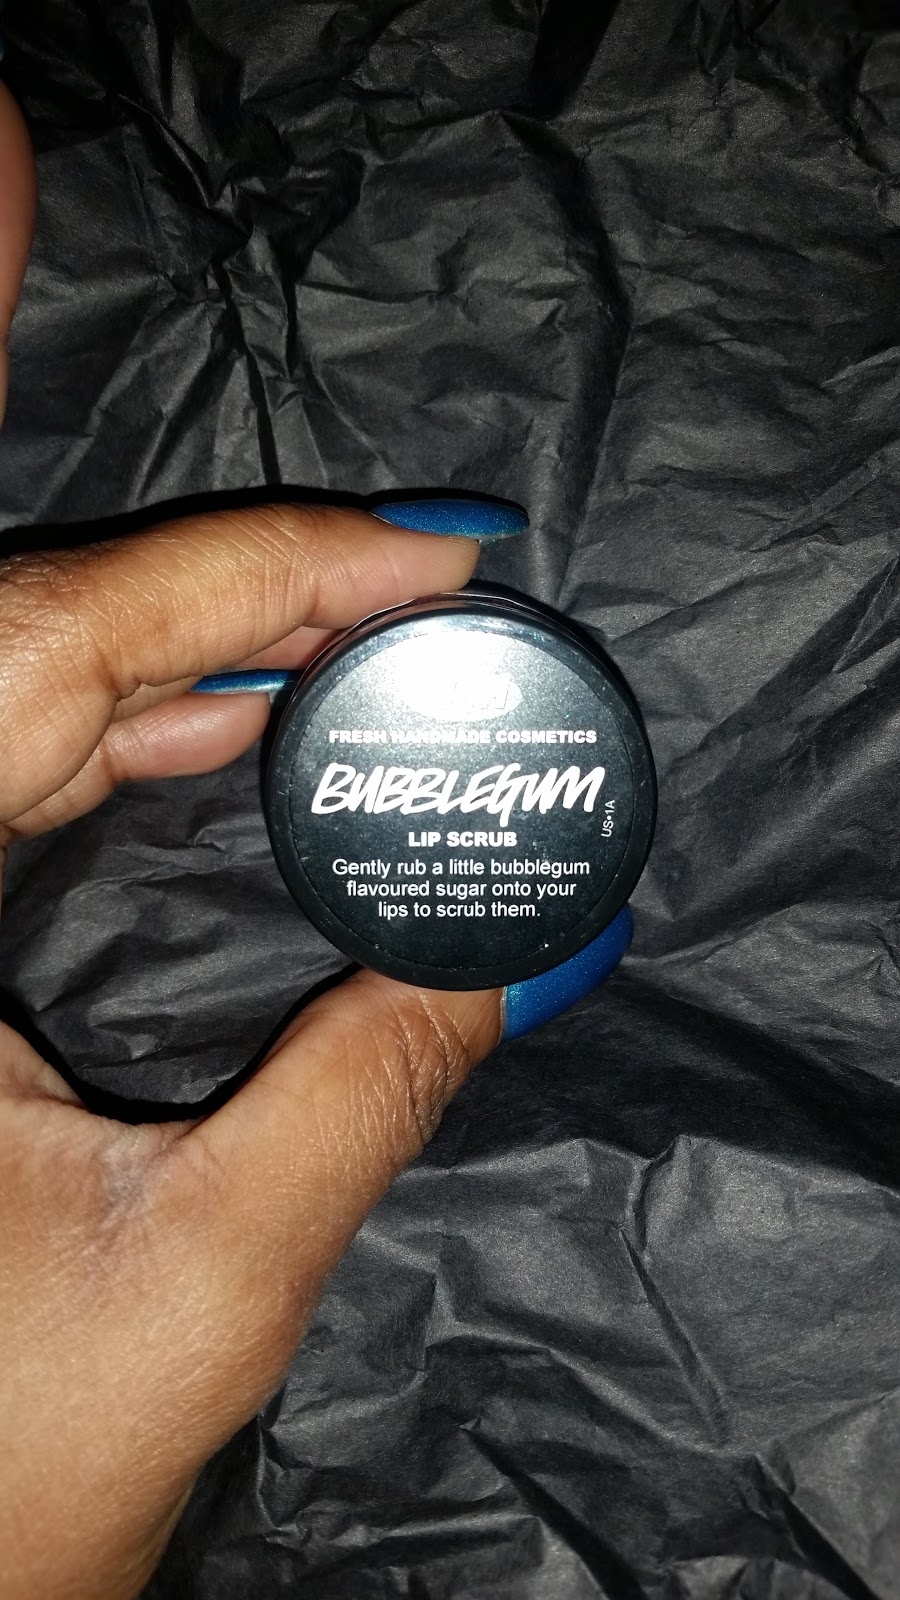 FRESH HANDMADE COSMETICS
BUBBLEGUM
US•1A
LIP SCRUB
Gently rub a little bubblegum
flavoured sugar onto your
lips to scrub them.